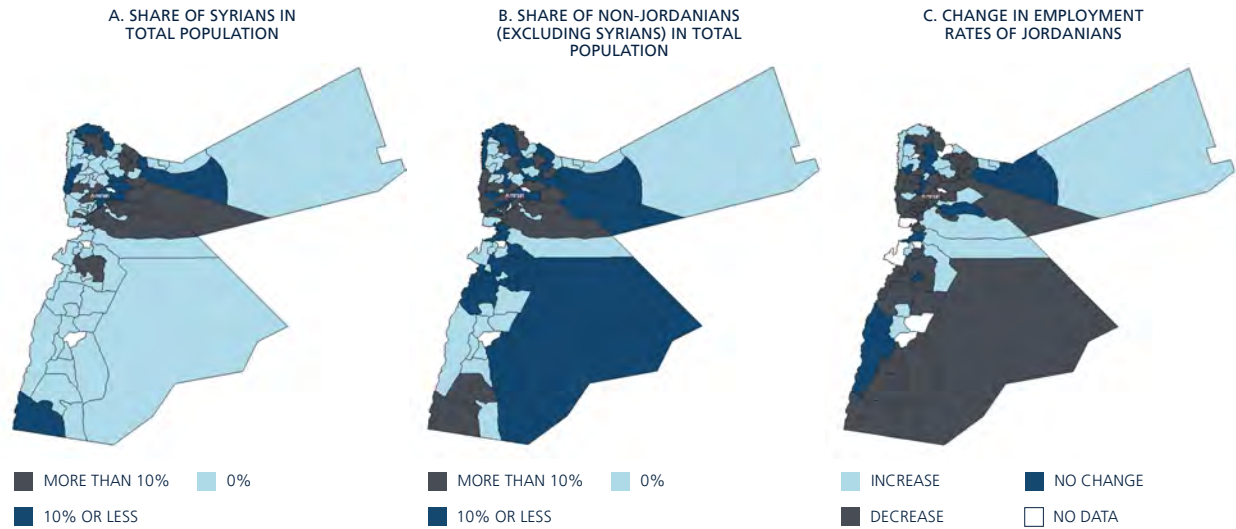 A. SHARE OF SYRIANS IN
TOTAL POPULATION
B. SHARE OF NON-JORDANIANS
(EXCLUDING SYRIANS) IN TOTAL
POPULATION
C. CHANGE IN EMPLOYMENT
RATES OF JORDANIANS
MORE THAN 10%
0%
10% OR LESS
MORE THAN 10%
0%
10% OR LESS
INCREASE
NO CHANGE
DECREASE
NO DATA